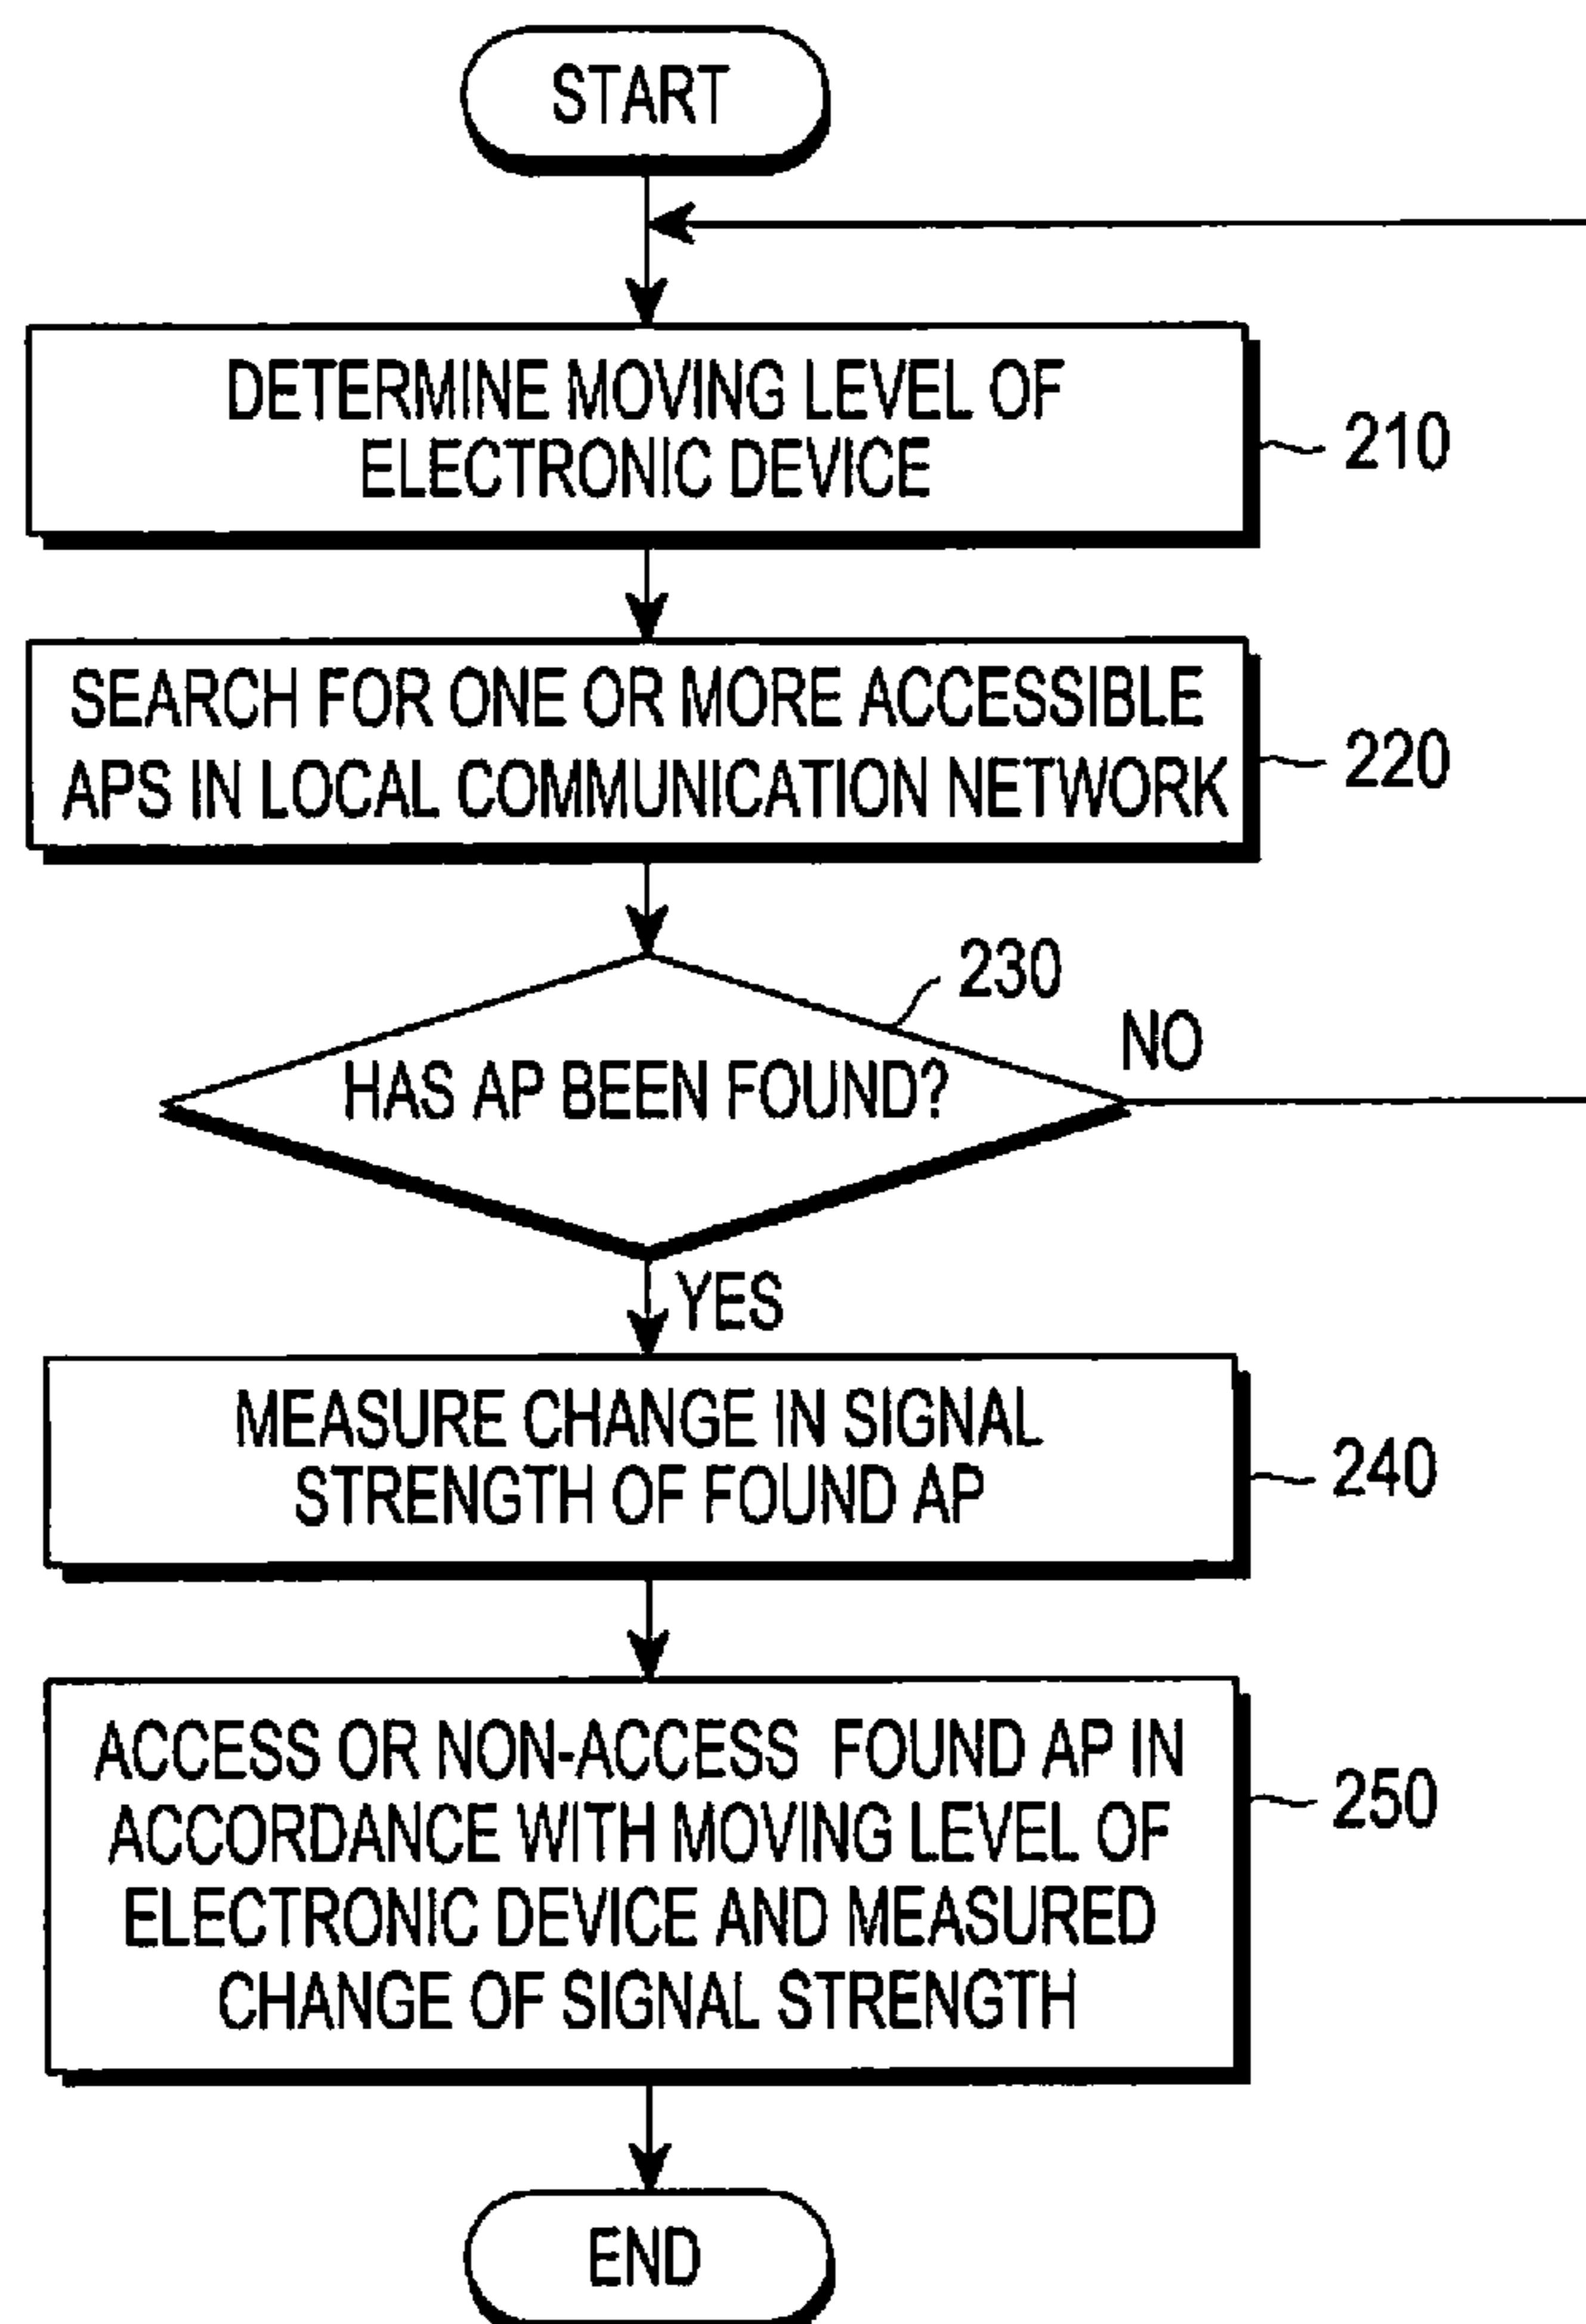 START
DETERMINE MOVING LEVEL OF
ELECTRONIC DEVICE
210
SEARCH FOR ONE OR MORE ACCESSIBLE
APS IN LOCAL COMMUNICATION NETWORK
220
230
HAS AP BEEN FOUND?
NO
YES
MEASURE CHANGE IN SIGNAL
STRENGTH OF FOUND AP
240
ACCESS OR NON-ACCESS FOUND AP IN
ACCORDANCE WITH MOVING LEVEL OF
ELECTRONIC DEVICE AND MEASURED
CHANGE OF SIGNAL STRENGTH
250
END